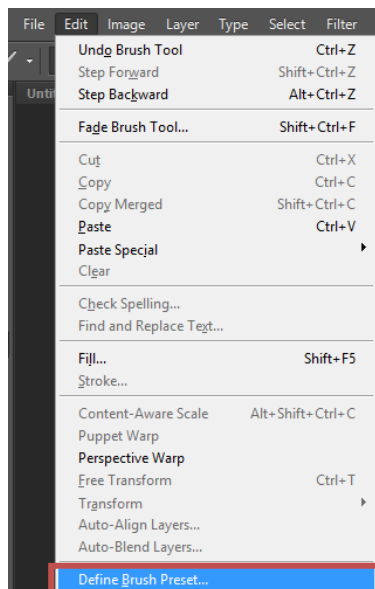 File Edit Image Layer Type Select Filter
Undo Brush Tool Ctrl+Z
Step Forward Shift+Ctrl+Z
Step Backward Alt+Ctrl+Z
Fade Brush Tool... Shift+Ctrl+F
Cut Ctrl+X
Copy Ctrl+C
Copy Merged Shift+Ctrl+C
Paste Ctrl+V
Paste Special
Clear
Check Spelling...
Find and Replace Text...
Fill... Shift+F5
Stroke...
Content-Aware Scale Alt+Shift+Ctrl+C
Puppet Warp
Perspective Warp
Free Transform Ctrl+T
Transform
Auto-Align Layers...
Auto-Blend Layers...
Define Brush Preset...